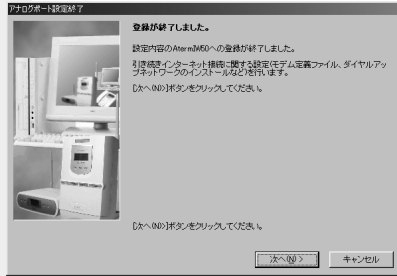 アナログポート設定終了
登録が終了しました。
設定内容のAtermIW50への登録が終了しました。
引き続きインターネット接続に関する設定(モデム定義ファイル、ダイヤルアッ
プネットワークのインストールなど)を行います。
[次へ(N)>]ボタンをクリックしてください。
[次へ(N)>]ボタンをクリックしてください。
次へ(N) >
キャンセル